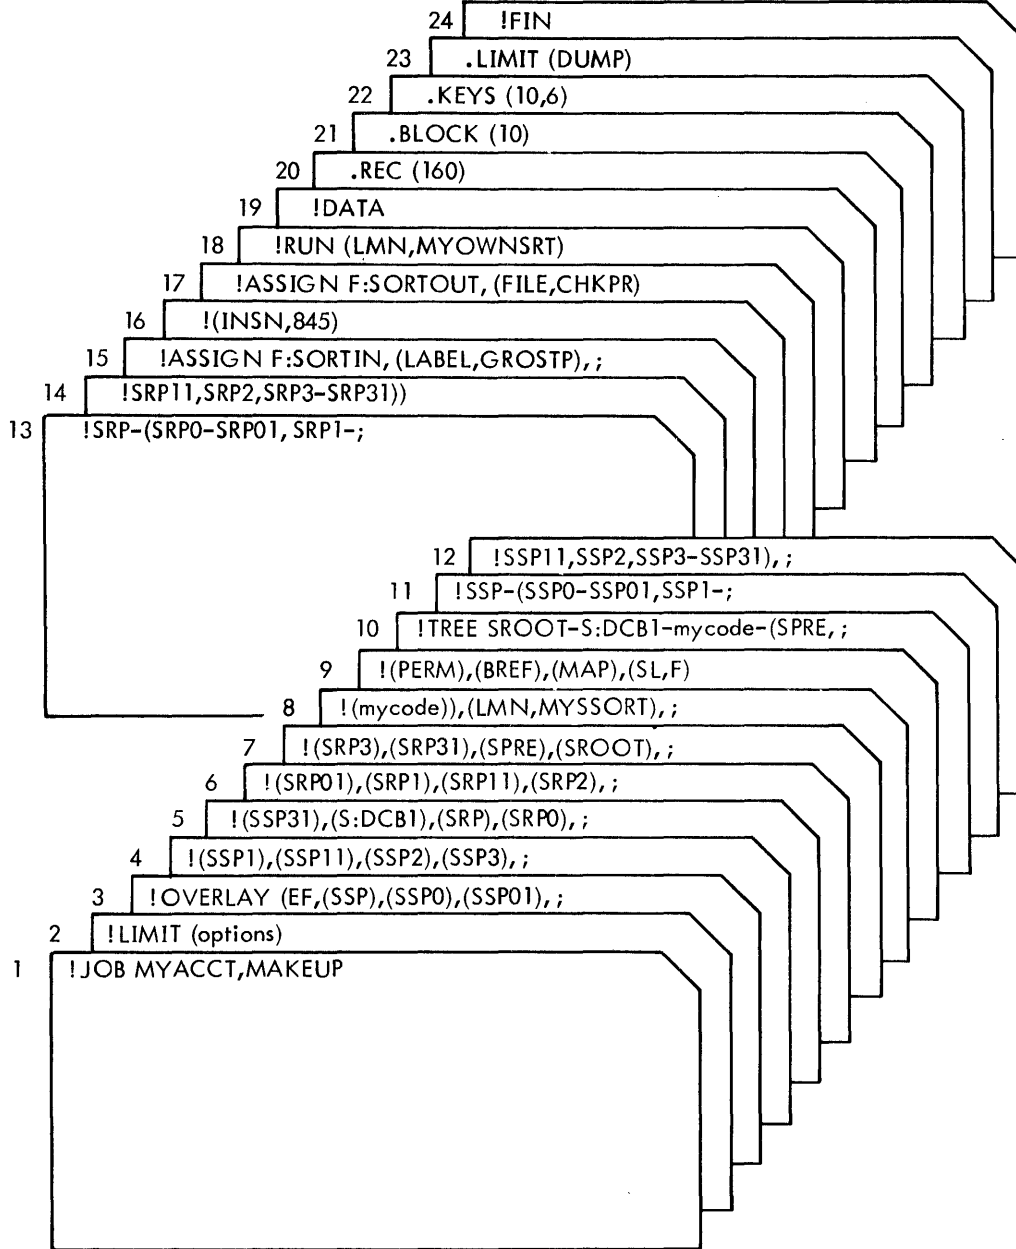 24 !FIN
23 .LIMIT (DUMP)
22 .KEYS (10,6)
21 .BLOCK (10)
20 .REC (160)
19 !DATA
18 !RUN (LMN,MYOWNSRT)
17 !ASSIGN F:SORTOUT, (FILE,CHKPR)
16 !(INSN,845)
15 !ASSIGN F:SORTIN, (LABEL,GROSTP),;
14 !SRP11,SRP2,SRP3-SRP31))
13 !SRP-(SRP0-SRP01,SRP1-;
12 !SSP11,SSP2,SSP3-SSP31),;
11 !SSP-(SSP0-SSP01,SSP1-;
10 !TREE SROOT-S:DCB1-mycode-(SPRE,;
9 !(PERM),(BREF),(MAP),(SL,F)
8 !(mycode)),(LMN,MYSSORT),;
7 !(SRP3),(SRP31),(SPRE),(SROOT),;
6 !(SRP01),(SRP1),(SRP11),(SRP2),;
5 !(SSP31),(S:DCB1),(SRP),(SRP0),;
4 !(SSP1),(SSP11),(SSP2),(SSP3),;
3 !OVERLAY (EF,(SSP),(SSP0),(SSP01),;
2 !LIMIT (options)
1 !JOB MYACCT,MAKEUP